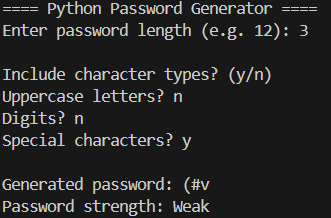 ==== Python Password Generator ====
Enter password length (e.g. 12): 3
Include character types? (y/n)
Uppercase letters? n
Digits? n
Special characters? y
Generated password: (#v
Password strength: Weak